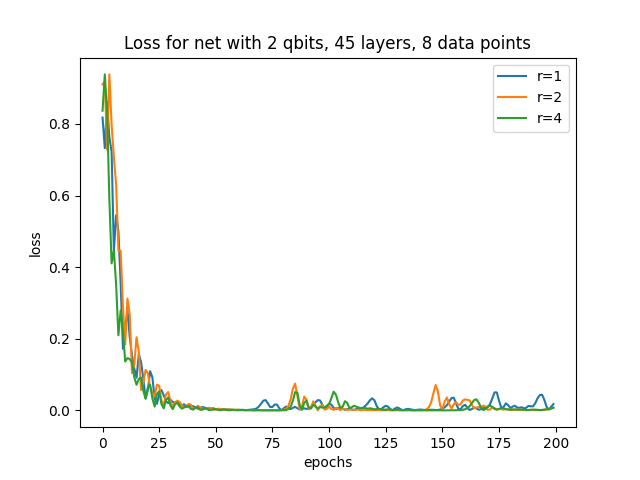 Loss for net with 2 qbits, 45 layers, 8 data points
r=1
r=2
r=4
loss
0.8
0.6
0.4
0.2
0.0
0 25 50 75 100 125 150 175 200
epochs